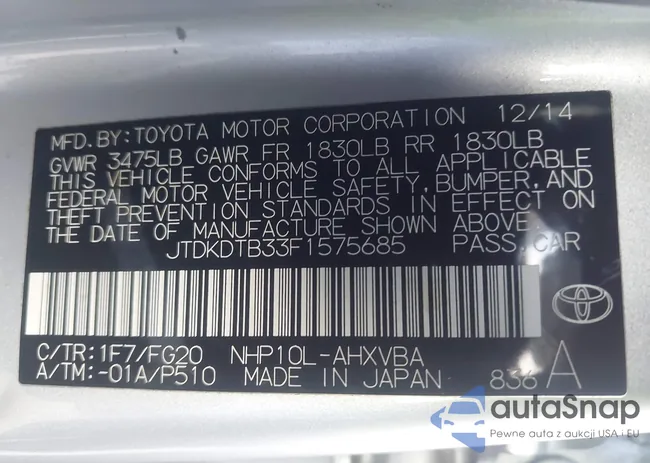 MFD.BY:TOYOTA MOTOR CORPORATION 12/14
GVWR 3475LB GAWR FR 1830LB RR 1830LB
THIS VEHICLE CONFORMS TO ALL APPLICABLE
FEDERAL MOTOR VEHICLE SAFETY,BUMPER,AND
THEFT PREVENTION STANDARDS IN EFFECT ON
THE DATE OF MANUFACTURE SHOWN ABOVE.
JTDKDTB33F1575685 PASS.CAR
C/TR:1F7/FG20 NHP10L-AHXVBA
A/TM:-01A/P510 MADE IN JAPAN 836 A
autoSnap
Pewne auta z aukcji USA i EU